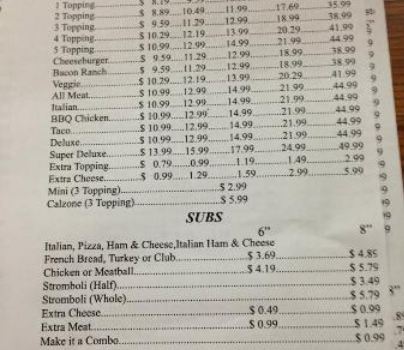 1 Topping
2 Topping $ 8.89 10.49 11.99 17.69 35.99
3 Topping $ 9.59 11.29 12.99 18.99 38.99
4 Topping $ 10.29 12.19 13.99 20.29 41.99
5 Topping $ 10.99 12.99 14.99 21.99 44.99
Cheeseburger $ 9.59 11.29 12.99 18.99 38.99
Bacon Ranch $ 9.59 11.29 12.99 18.99 38.99
Veggie $ 10.29 12.19 13.99 20.29 41.99
All Meat $ 10.99 12.99 14.99 21.99 44.99
Italian $ 10.99 12.99 14.99 21.99 44.99
BBQ Chicken $ 10.99 12.99 14.99 21.99 44.99
Taco $ 10.99 12.99 14.99 21.99 44.99
Deluxe $ 10.99 12.99 14.99 21.99 44.99
Super Deluxe $ 13.99 15.99 17.99 24.99 49.99
Extra Topping $ 0.79 0.99 1.19 1.49 2.99
Extra Cheese $ 0.99 1.29 1.59 2.99 5.99
Mini (3 Topping) $ 2.99
Calzone (3 Topping) $ 5.99
SUBS
6" 8"
Italian, Pizza, Ham & Cheese,Italian Ham & Cheese
French Bread, Turkey or Club $ 3.69 $ 4.85
Chicken or Meatball $ 4.19 $ 5.79
Stromboli (Half) $ 3.49
Stromboli (Whole) $ 5.79
Extra Cheese $ 0.49 $ 0.99
Extra Meat $ 0.99 $ 1.49
Make it a Combo $ 0.99